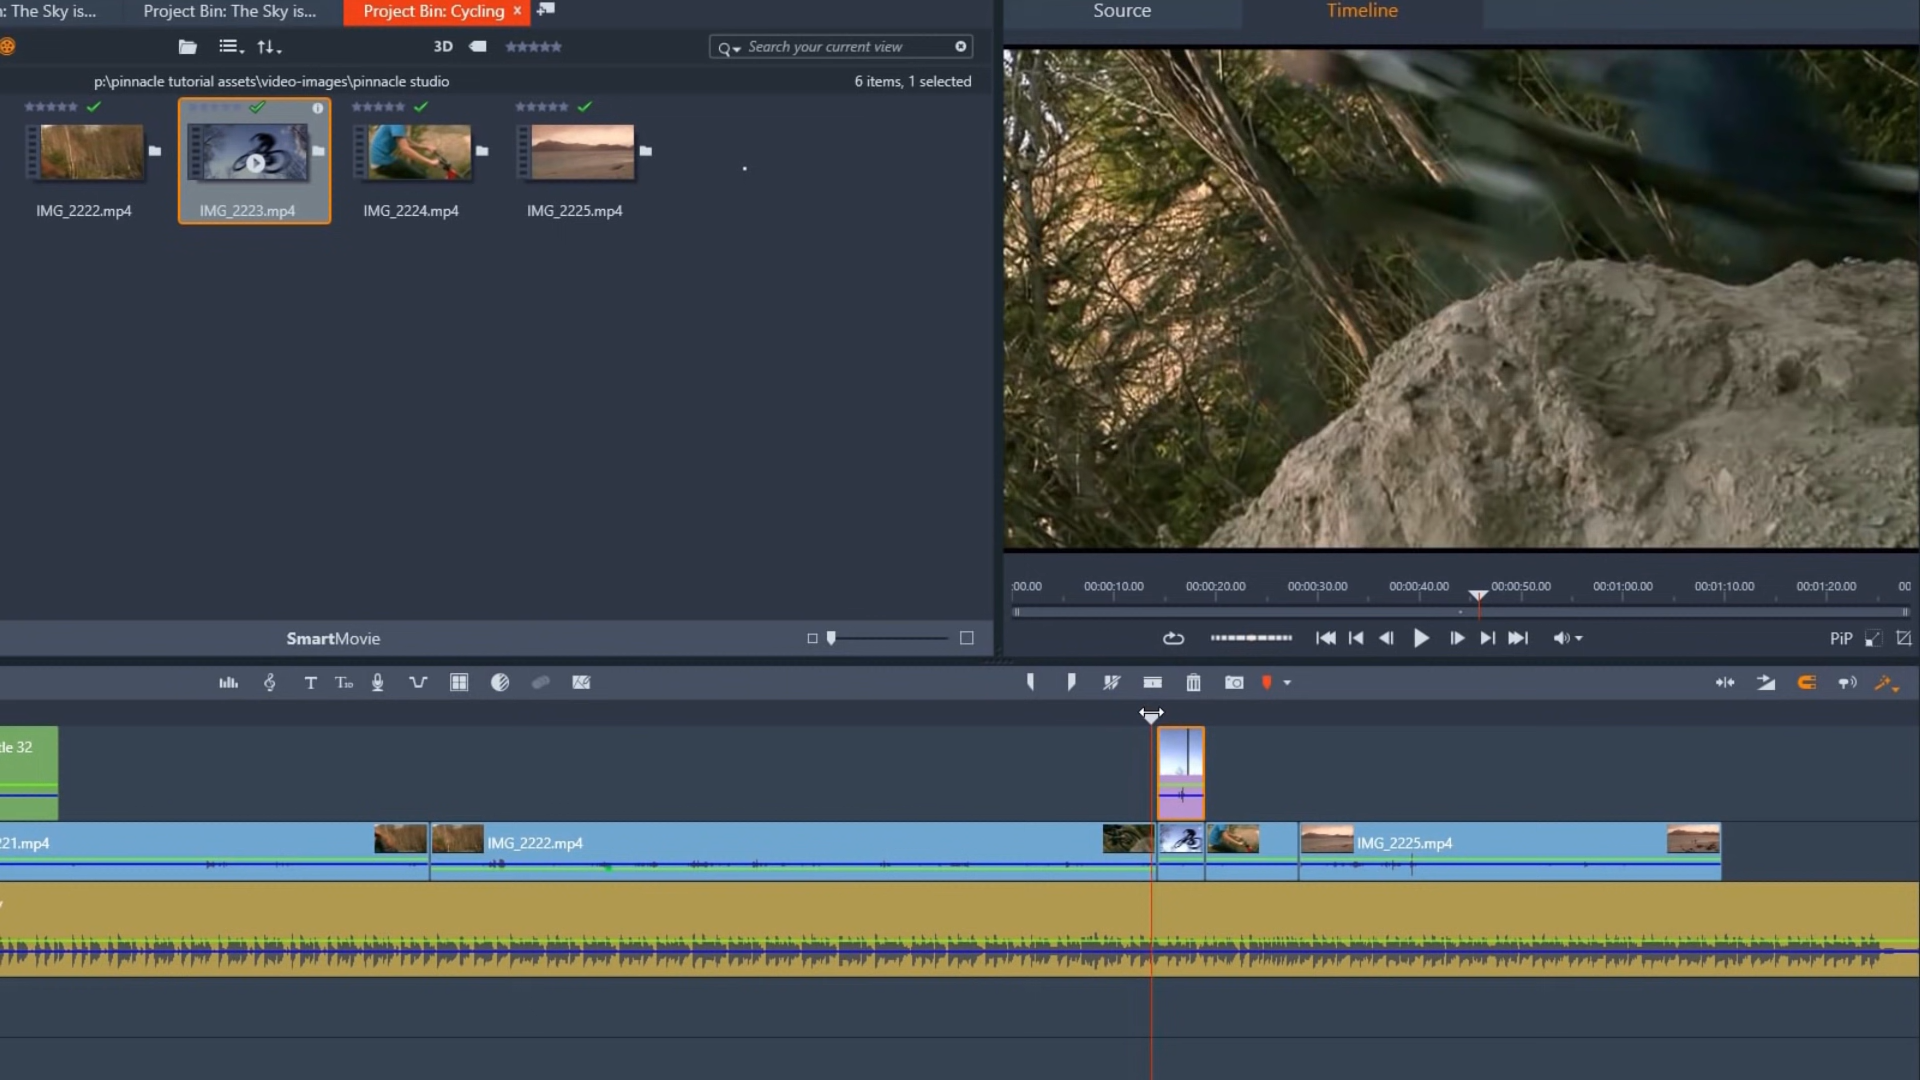 : The Sky is...
Project Bin: The Sky is...
Project Bin: Cycling
Source
Timeline
3D
Search your current view
p:\pinnacle tutorial assets\video-images\pinnacle studio
6 items, 1 selected
IMG_2222.mp4
IMG_2223.mp4
IMG_2224.mp4
IMG_2225.mp4
:00.00
00:00:10.00
00:00:20.00
00:00:30.00
00:00:40.00
00:00:50.00
00:01:00.00
00:01:10.00
00:01:20.00
00
SmartMovie
PiP
T
T3D
tle 32
221.mp4
IMG_2222.mp4
IMG_2225.mp4